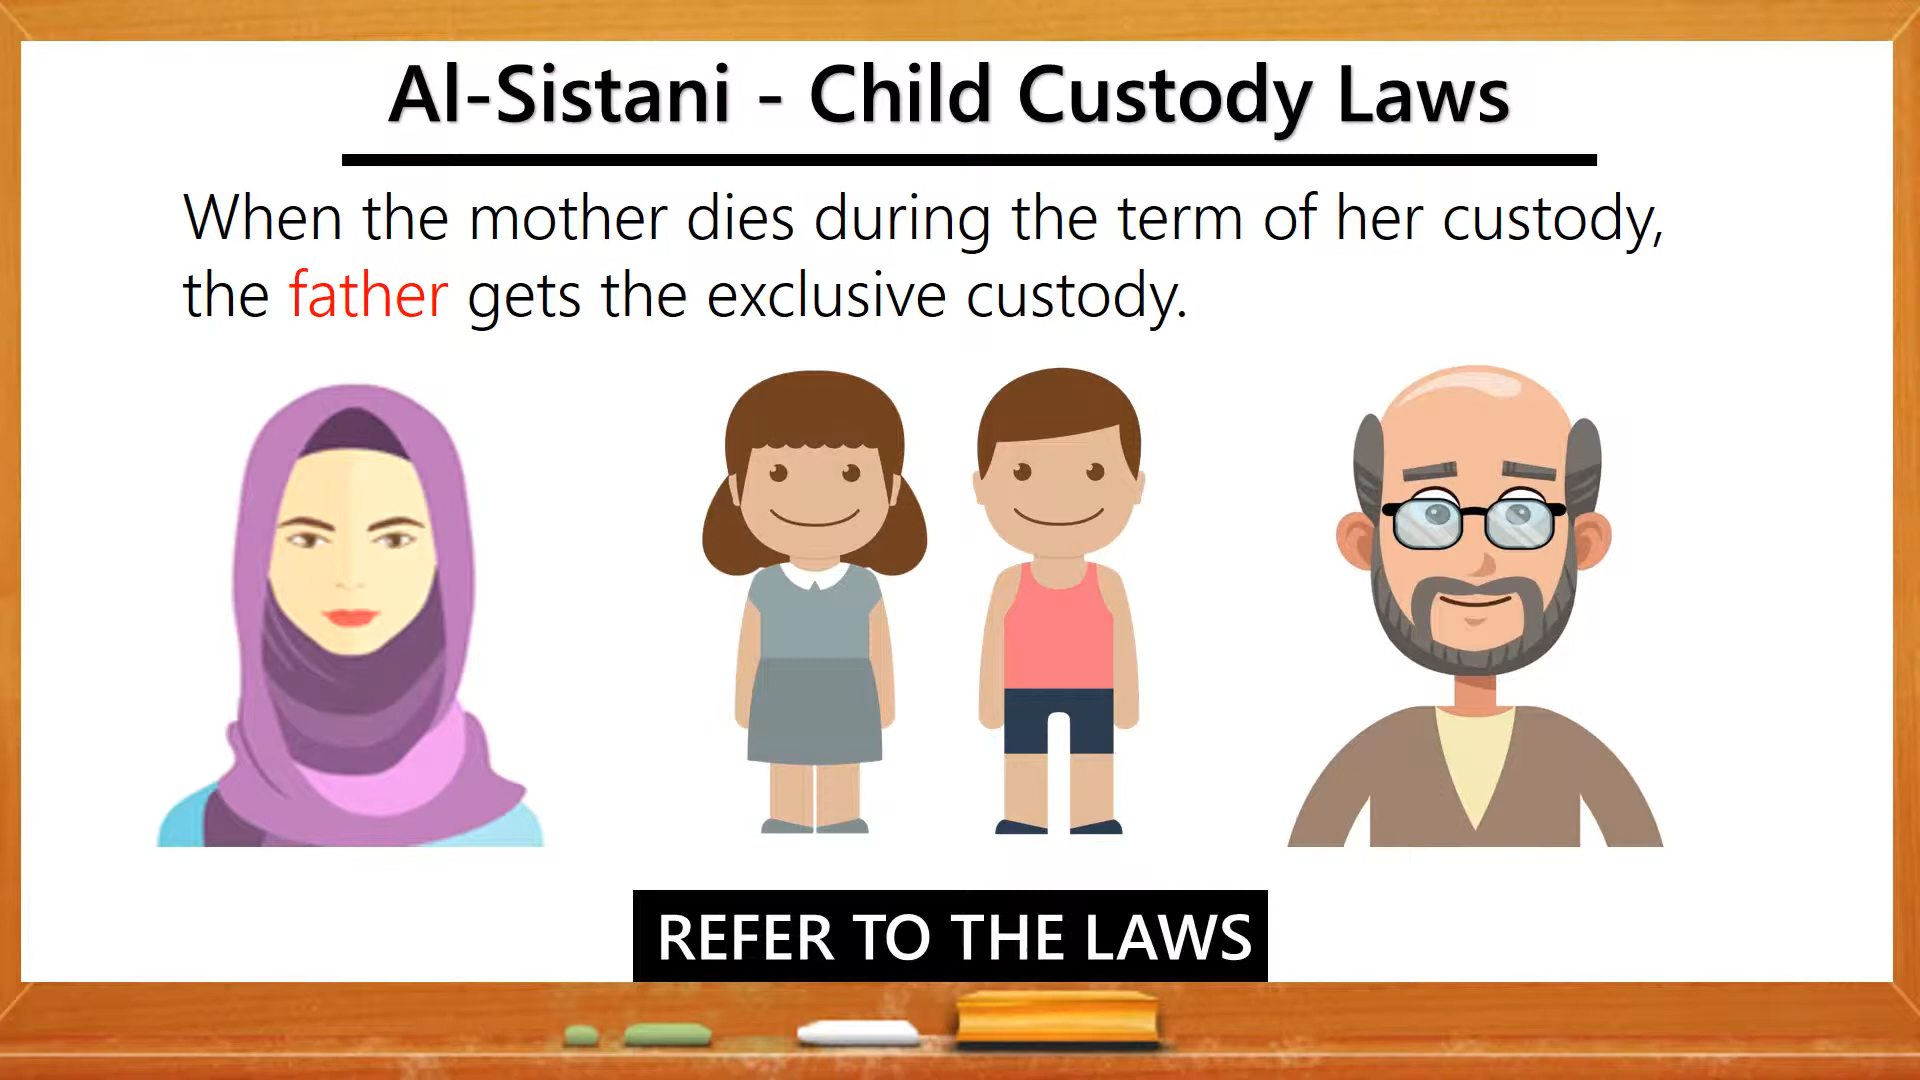 Al-Sistani - Child Custody Laws
When the mother dies during the term of her custody,
the father gets the exclusive custody.
REFER TO THE LAWS